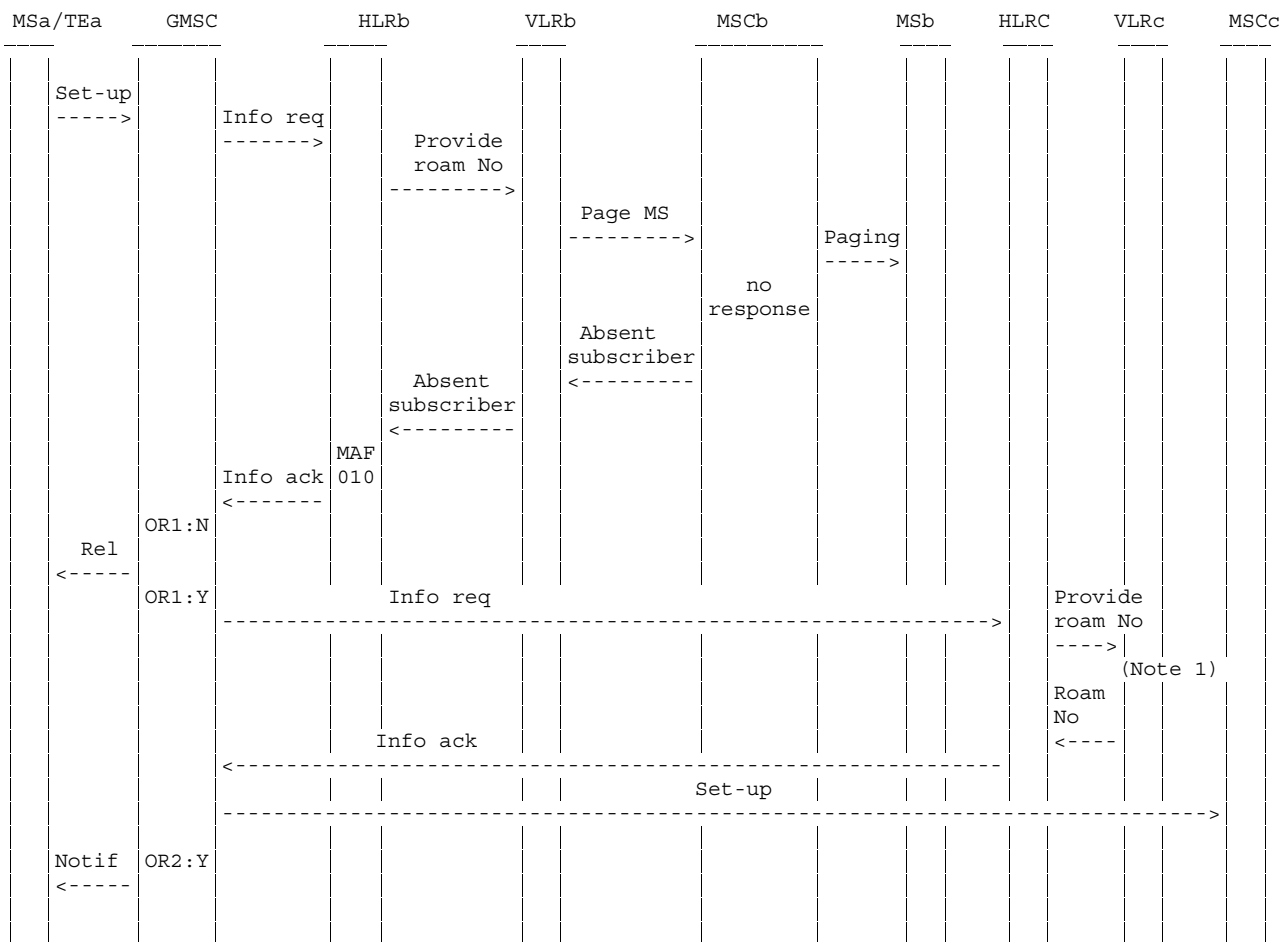 MSa/TEa GMSC HLRb VLRb MSCb MSb HLRC VLRc MSCc
Set-up
-----> Info req
-------> Provide
roam No
--------->
Page MS
---------> Paging
----->
no
response
Absent
subscriber
Absent <---------
subscriber
<---------
MAF
Info ack 010
<-------
OR1:N
Rel
<-----
OR1:Y Info req Provide
-----------------------------------------------------------> roam No
---->
(Note 1)
Roam
No
Info ack <----
<-----------------------------------------------------------
Set-up
---------------------------------------------------------------------------->
Notif OR2:Y
<-----